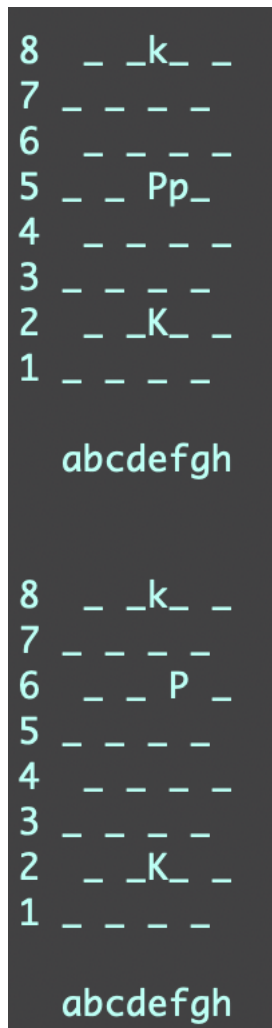 8  _ _k_ _
7 _ _ _ _
6  _ _ _ _
5 _ _ Pp_
4  _ _ _ _
3 _ _ _ _
2  _ _K_ _
1 _ _ _ _
  abcdefgh
8  _ _k_ _
7 _ _ _ _
6  _ _ P _
5 _ _ _ _
4  _ _ _ _
3 _ _ _ _
2  _ _K_ _
1 _ _ _ _
  abcdefgh